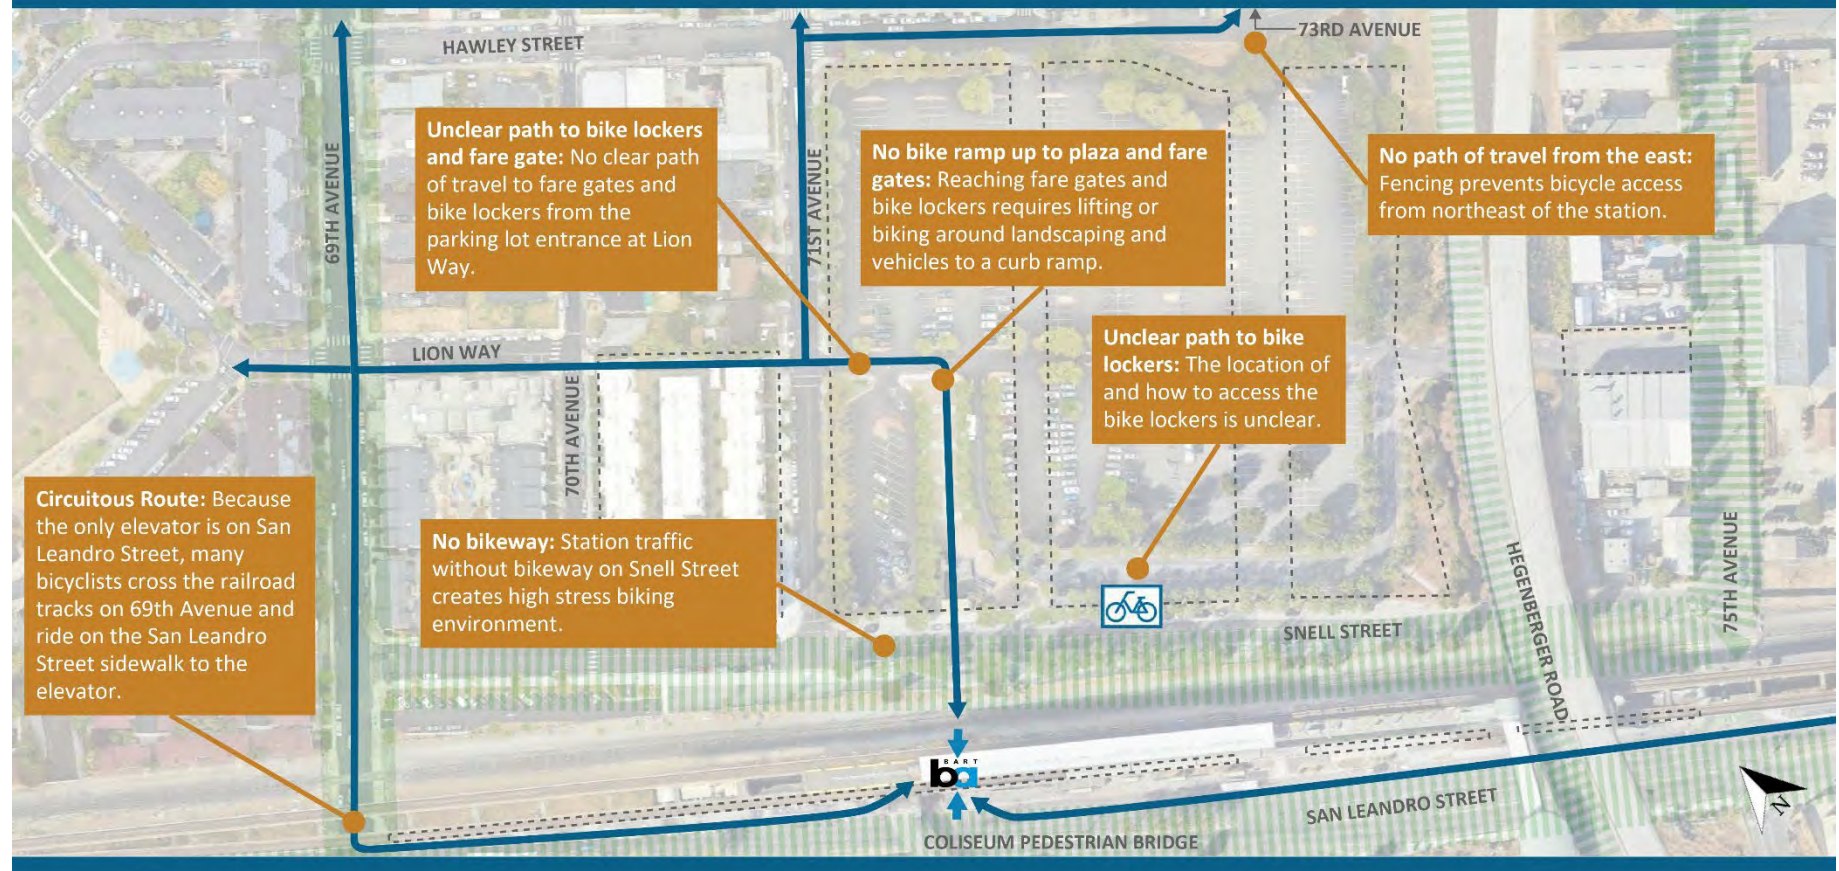 HAWLEY STREET
73RD AVENUE
69TH AVENUE
71ST AVENUE
Unclear path to bike lockers
and fare gate: No clear path
of travel to fare gates and
bike lockers from the
parking lot entrance at Lion
Way.
No bike ramp up to plaza and fare
gates: Reaching fare gates and
bike lockers requires lifting or
biking around landscaping and
vehicles to a curb ramp.
No path of travel from the east:
Fencing prevents bicycle access
from northeast of the station.
LION WAY
70TH AVENUE
Unclear path to bike
lockers: The location of
and how to access the
bike lockers is unclear.
Circuitous Route: Because
the only elevator is on San
Leandro Street, many
bicyclists cross the railroad
tracks on 69th Avenue and
ride on the San Leandro
Street sidewalk to the
elevator.
No bikeway: Station traffic
without bikeway on Snell Street
creates high stress biking
environment.
SNELL STREET
HEGENBERGER ROAD
75TH AVENUE
BART
ba
SAN LEANDRO STREET
COLISEUM PEDESTRIAN BRIDGE
N